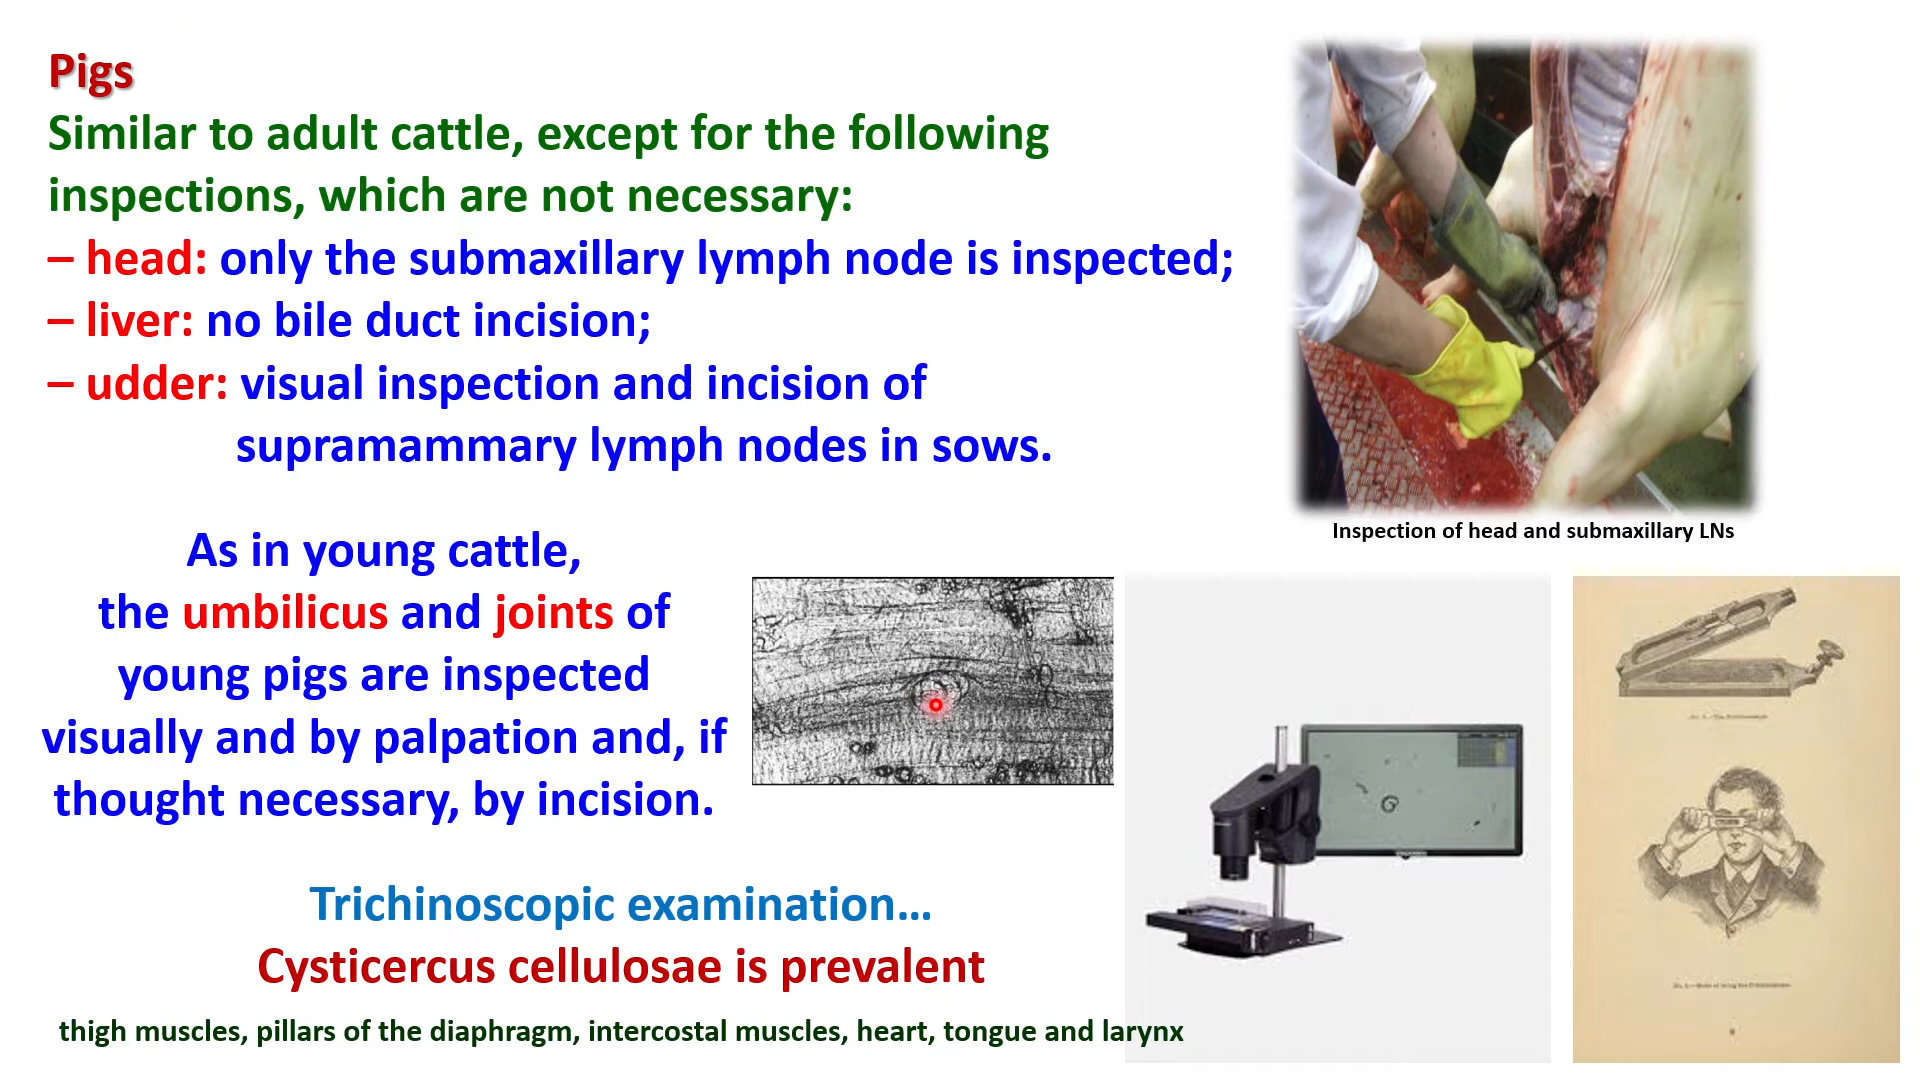 Pigs
Similar to adult cattle, except for the following
inspections, which are not necessary:
– head: only the submaxillary lymph node is inspected;
– liver: no bile duct incision;
– udder: visual inspection and incision of
supramammary lymph nodes in sows.
Inspection of head and submaxillary LNs
As in young cattle,
the umbilicus and joints of
young pigs are inspected
visually and by palpation and, if
thought necessary, by incision.
Trichinoscopic examination...
Cysticercus cellulosae is prevalent
thigh muscles, pillars of the diaphragm, intercostal muscles, heart, tongue and larynx